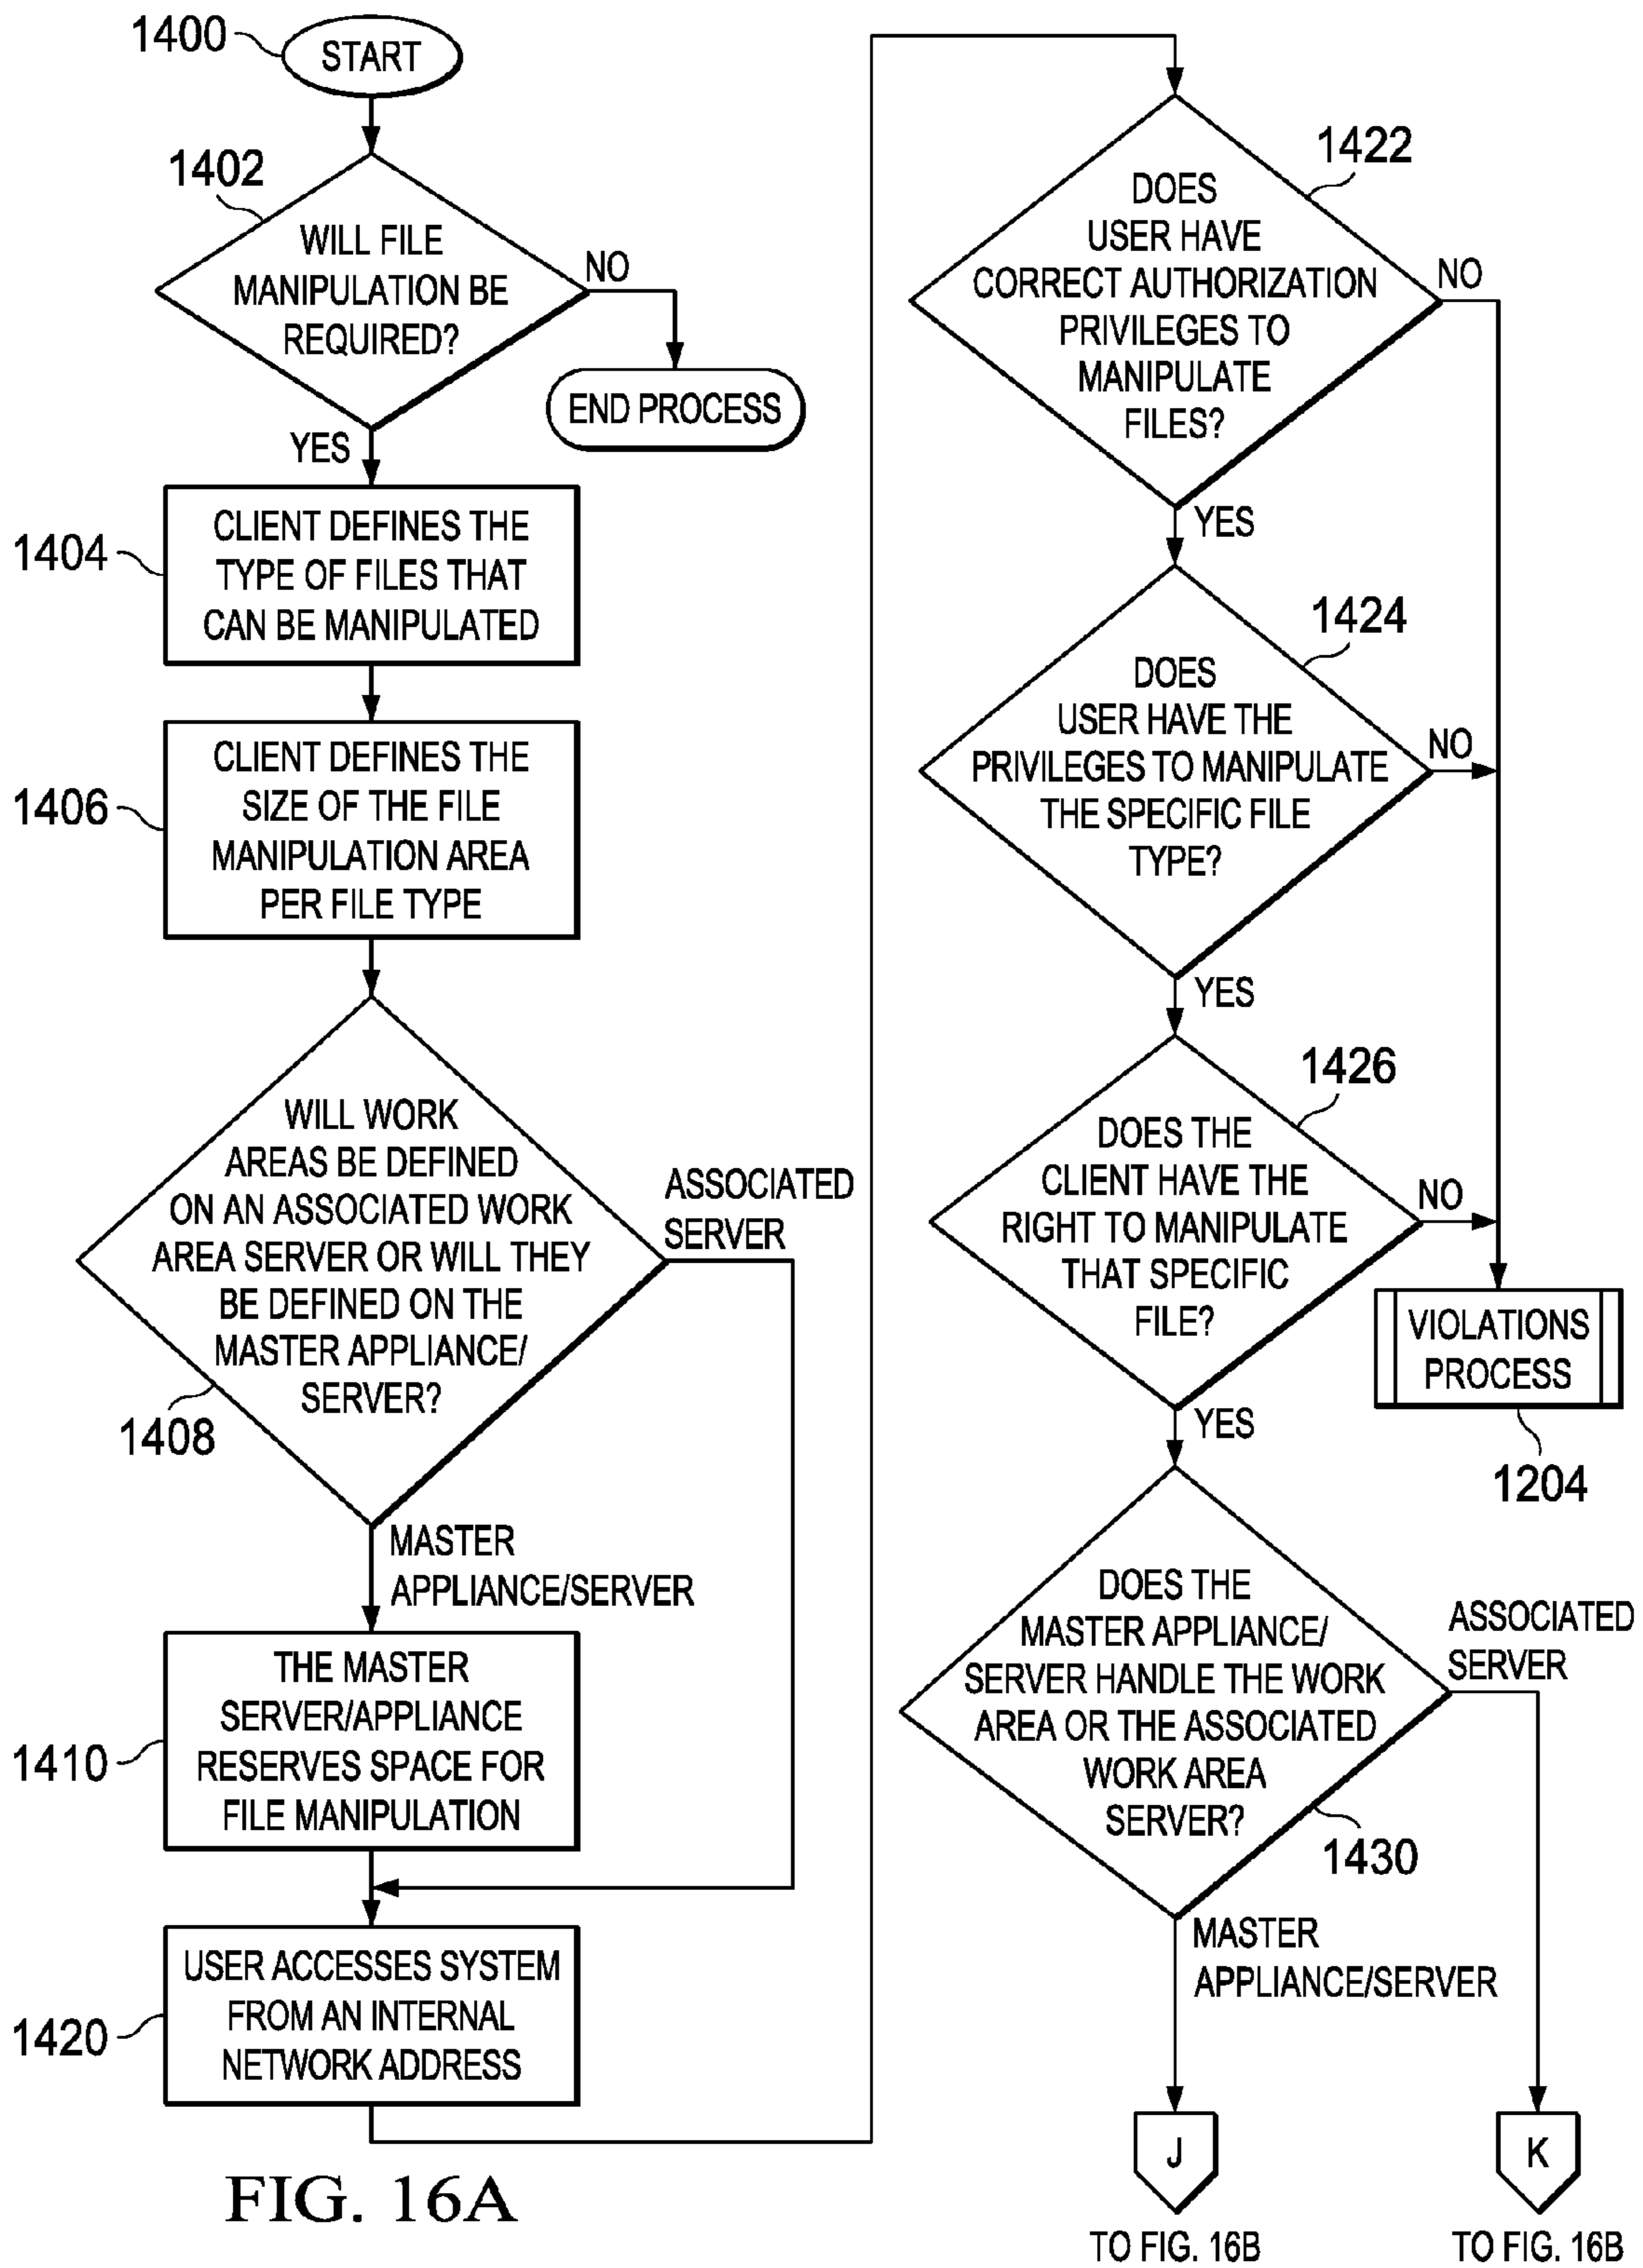 1400
START
1402
WILL FILE
MANIPULATION BE
REQUIRED?
NO
END PROCESS
YES
1404
CLIENT DEFINES THE
TYPE OF FILES THAT
CAN BE MANIPULATED
1406
CLIENT DEFINES THE
SIZE OF THE FILE
MANIPULATION AREA
PER FILE TYPE
WILL WORK
AREAS BE DEFINED
ON AN ASSOCIATED WORK
AREA SERVER OR WILL THEY
BE DEFINED ON THE
MASTER APPLIANCE/
SERVER?
1408
ASSOCIATED
SERVER
MASTER
APPLIANCE/SERVER
1410
THE MASTER
SERVER/APPLIANCE
RESERVES SPACE FOR
FILE MANIPULATION
1420
USER ACCESSES SYSTEM
FROM AN INTERNAL
NETWORK ADDRESS
1422
DOES
USER HAVE
CORRECT AUTHORIZATION
PRIVILEGES TO
MANIPULATE
FILES?
NO
YES
1424
DOES
USER HAVE THE
PRIVILEGES TO MANIPULATE
THE SPECIFIC FILE
TYPE?
NO
YES
1426
DOES THE
CLIENT HAVE THE
RIGHT TO MANIPULATE
THAT SPECIFIC
FILE?
NO
VIOLATIONS
PROCESS
1204
YES
DOES THE
MASTER APPLIANCE/
SERVER HANDLE THE WORK
AREA OR THE ASSOCIATED
WORK AREA
SERVER?
1430
ASSOCIATED
SERVER
MASTER
APPLIANCE/SERVER
J
TO FIG. 16B
K
TO FIG. 16B
FIG. 16A